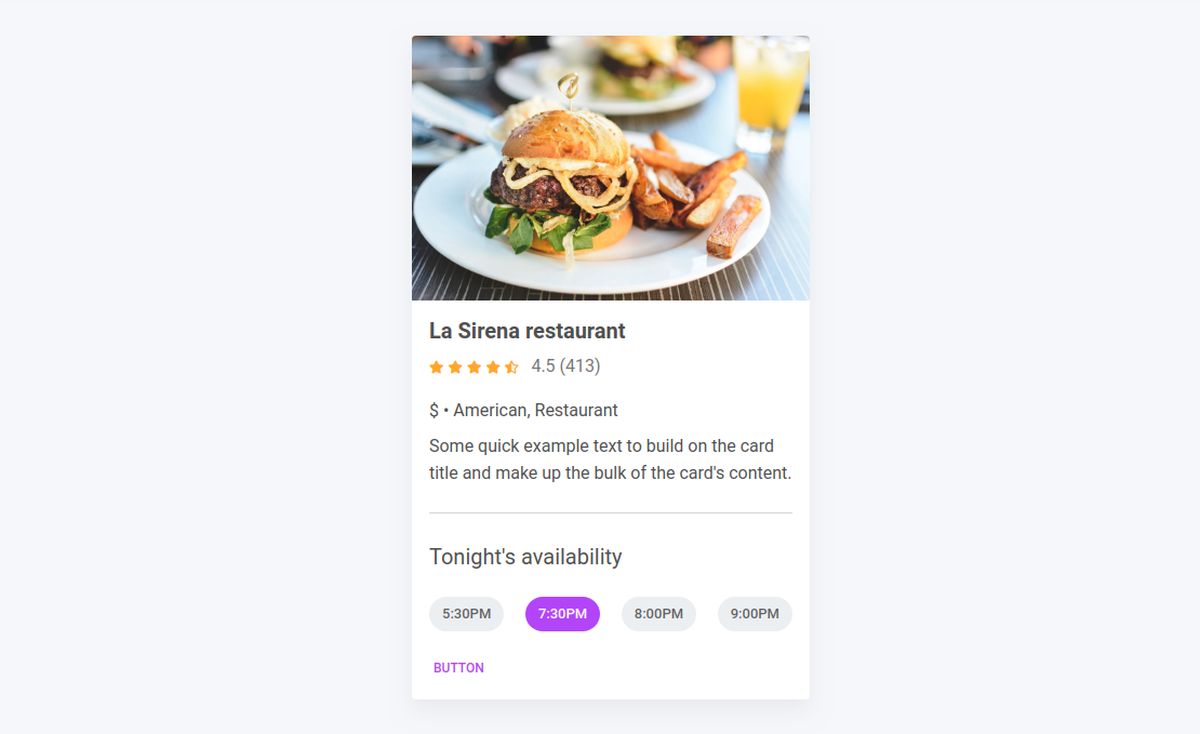 La Sirena restaurant
4.5 (413)
$ • American, Restaurant
Some quick example text to build on the card
title and make up the bulk of the card's content.
Tonight's availability
5:30PM 7:30PM 8:00PM 9:00PM
BUTTON